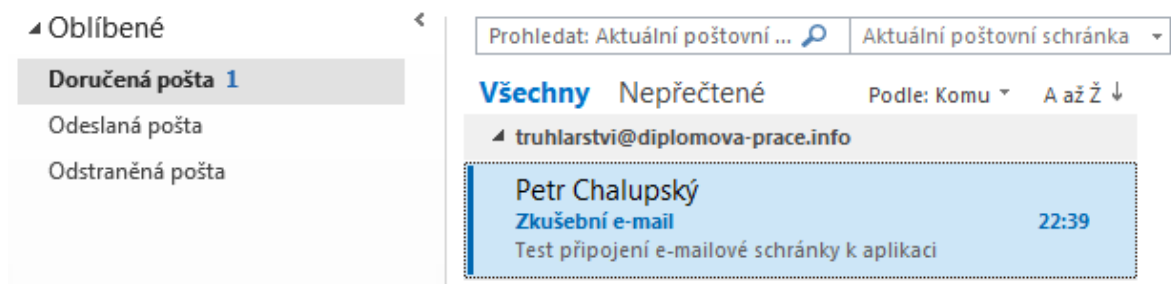 Oblíbené
Doručená pošta 1
Odeslaná pošta
Odstraněná pošta
Prohledat: Aktuální poštovní ... Aktuální poštovní schránka
Všechny Nepřečtené Podle: Komu A až Ž
truhlarstvi@diplomova-prace.info
Petr Chalupský
Zkušební e-mail 22:39
Test připojení e-mailové schránky k aplikaci